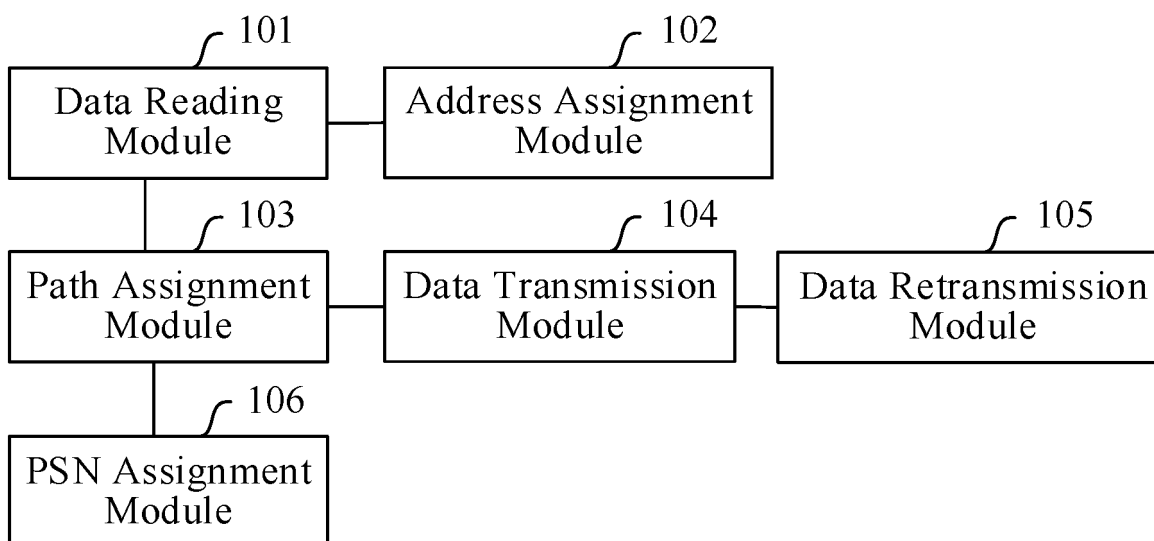 101
102
Data Reading
Module
Address Assignment
Module
103
104
105
Path Assignment
Module
Data Transmission
Module
Data Retransmission
Module
106
PSN Assignment
Module